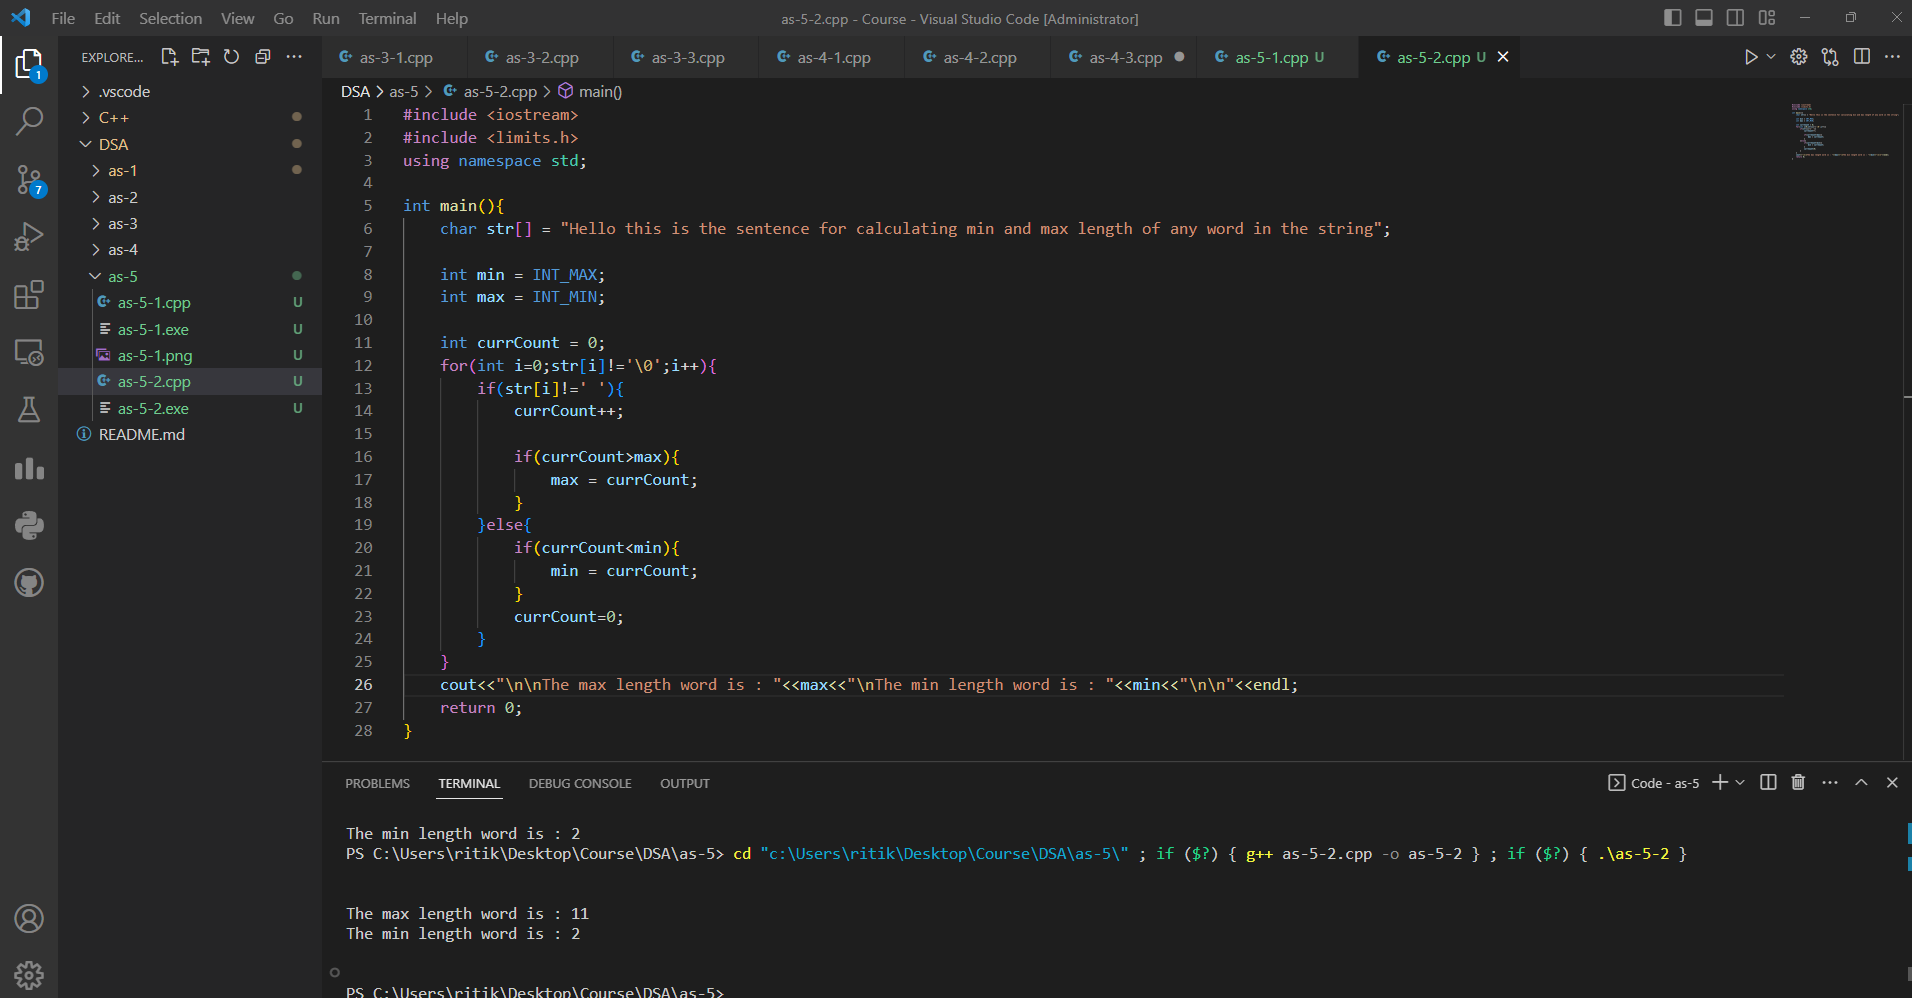 File Edit Selection View Go Run Terminal Help as-5-2.cpp - Course - Visual Studio Code [Administrator]
EXPLORE...
1
7
.vscode
C++
DSA
as-1
as-2
as-3
as-4
as-5
as-5-1.cpp U
as-5-1.exe U
as-5-1.png U
as-5-2.cpp U
as-5-2.exe U
README.md
as-3-1.cpp as-3-2.cpp as-3-3.cpp as-4-1.cpp as-4-2.cpp as-4-3.cpp as-5-1.cpp U as-5-2.cpp U
DSA > as-5 > as-5-2.cpp > main()
1 #include <iostream>
2 #include <limits.h>
3 using namespace std;
4
5 int main(){
6 char str[] = "Hello this is the sentence for calculating min and max length of any word in the string";
7
8 int min = INT_MAX;
9 int max = INT_MIN;
10
11 int currCount = 0;
12 for(int i=0;str[i]!='\0';i++){
13 if(str[i]!=' '){
14 currCount++;
15
16 if(currCount>max){
17 max = currCount;
18 }
19 }else{
20 if(currCount<min){
21 min = currCount;
22 }
23 currCount=0;
24 }
25 }
26 cout<<"\n\nThe max length word is : "<<max<<"\nThe min length word is : "<<min<<"\n\n"<<endl;
27 return 0;
28 }
PROBLEMS TERMINAL DEBUG CONSOLE OUTPUT Code - as-5
The min length word is : 2
PS C:\Users\ritik\Desktop\Course\DSA\as-5> cd "c:\Users\ritik\Desktop\Course\DSA\as-5\" ; if ($?) { g++ as-5-2.cpp -o as-5-2 } ; if ($?) { .\as-5-2 }
The max length word is : 11
The min length word is : 2
PS C:\Users\ritik\Desktop\Course\DSA\as-5>